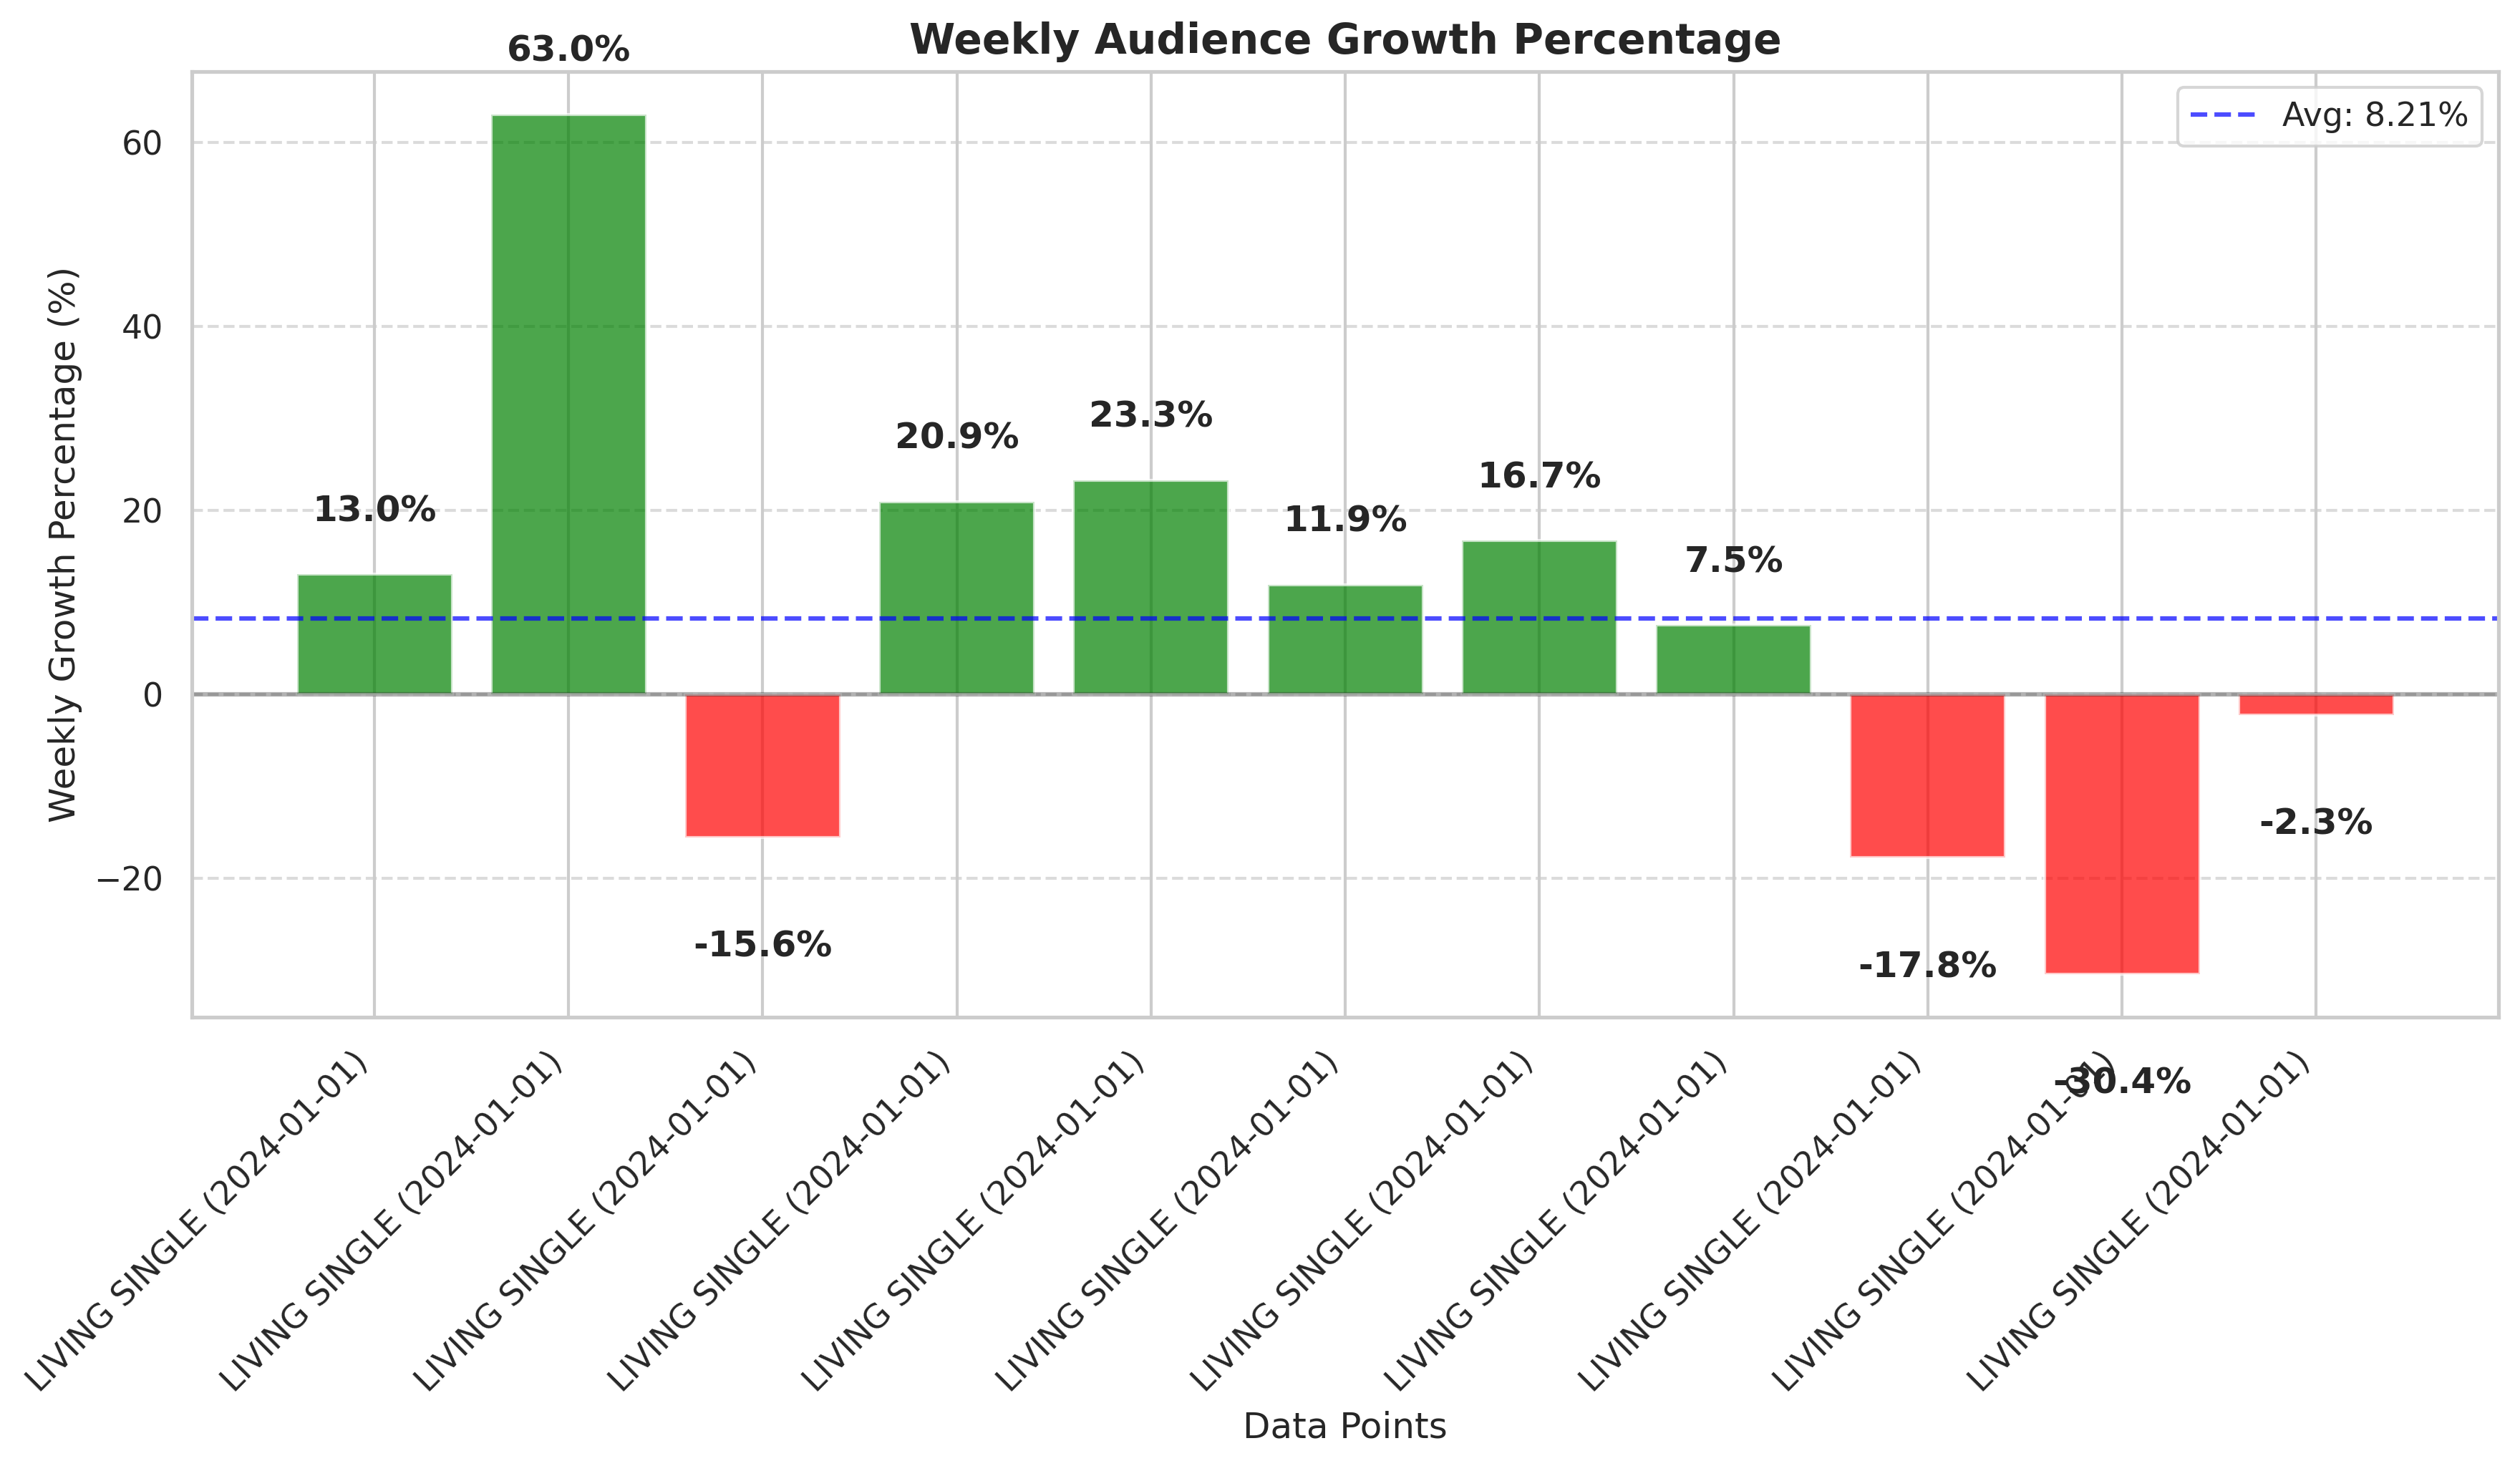 Weekly Audience Growth Percentage
Avg: 8.21%
Weekly Growth Percentage (%)
60
40
20
0
−20
13.0%
63.0%
-15.6%
20.9%
23.3%
11.9%
16.7%
7.5%
-17.8%
-30.4%
-2.3%
LIVING SINGLE (2024-01-01)
LIVING SINGLE (2024-01-01)
LIVING SINGLE (2024-01-01)
LIVING SINGLE (2024-01-01)
LIVING SINGLE (2024-01-01)
LIVING SINGLE (2024-01-01)
LIVING SINGLE (2024-01-01)
LIVING SINGLE (2024-01-01)
LIVING SINGLE (2024-01-01)
LIVING SINGLE (2024-01-01)
LIVING SINGLE (2024-01-01)
Data Points